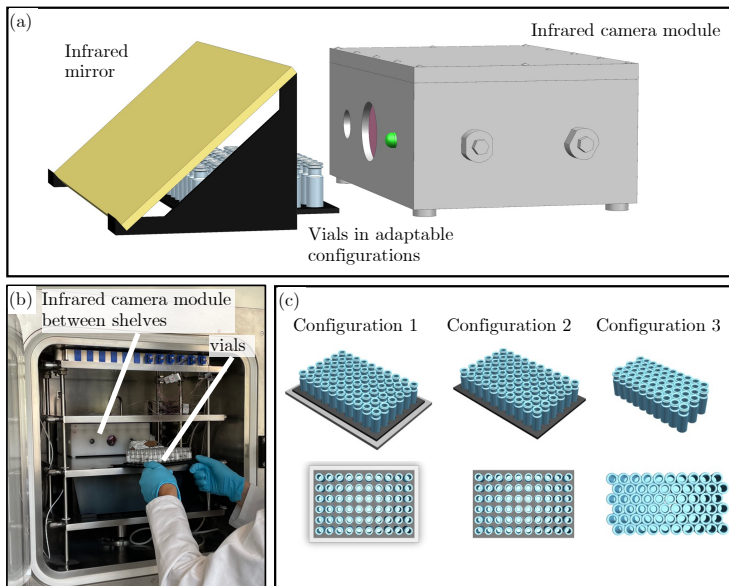 (a)
Infrared
mirror
Infrared camera module
Vials in adaptable
configurations
(b)
Infrared camera module
between shelves
vials
(c)
Configuration 1
Configuration 2
Configuration 3